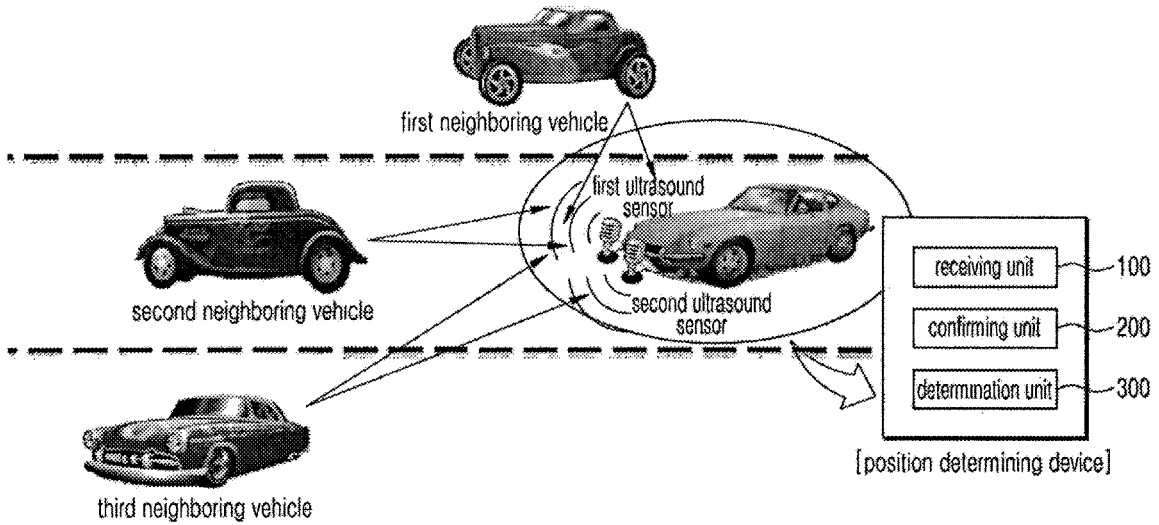 first neighboring vehicle
first ultrasound
sensor
second neighboring vehicle
second ultrasound
sensor
receiving unit
100
confirming unit
200
determination unit
300
[position determining device]
third neighboring vehicle